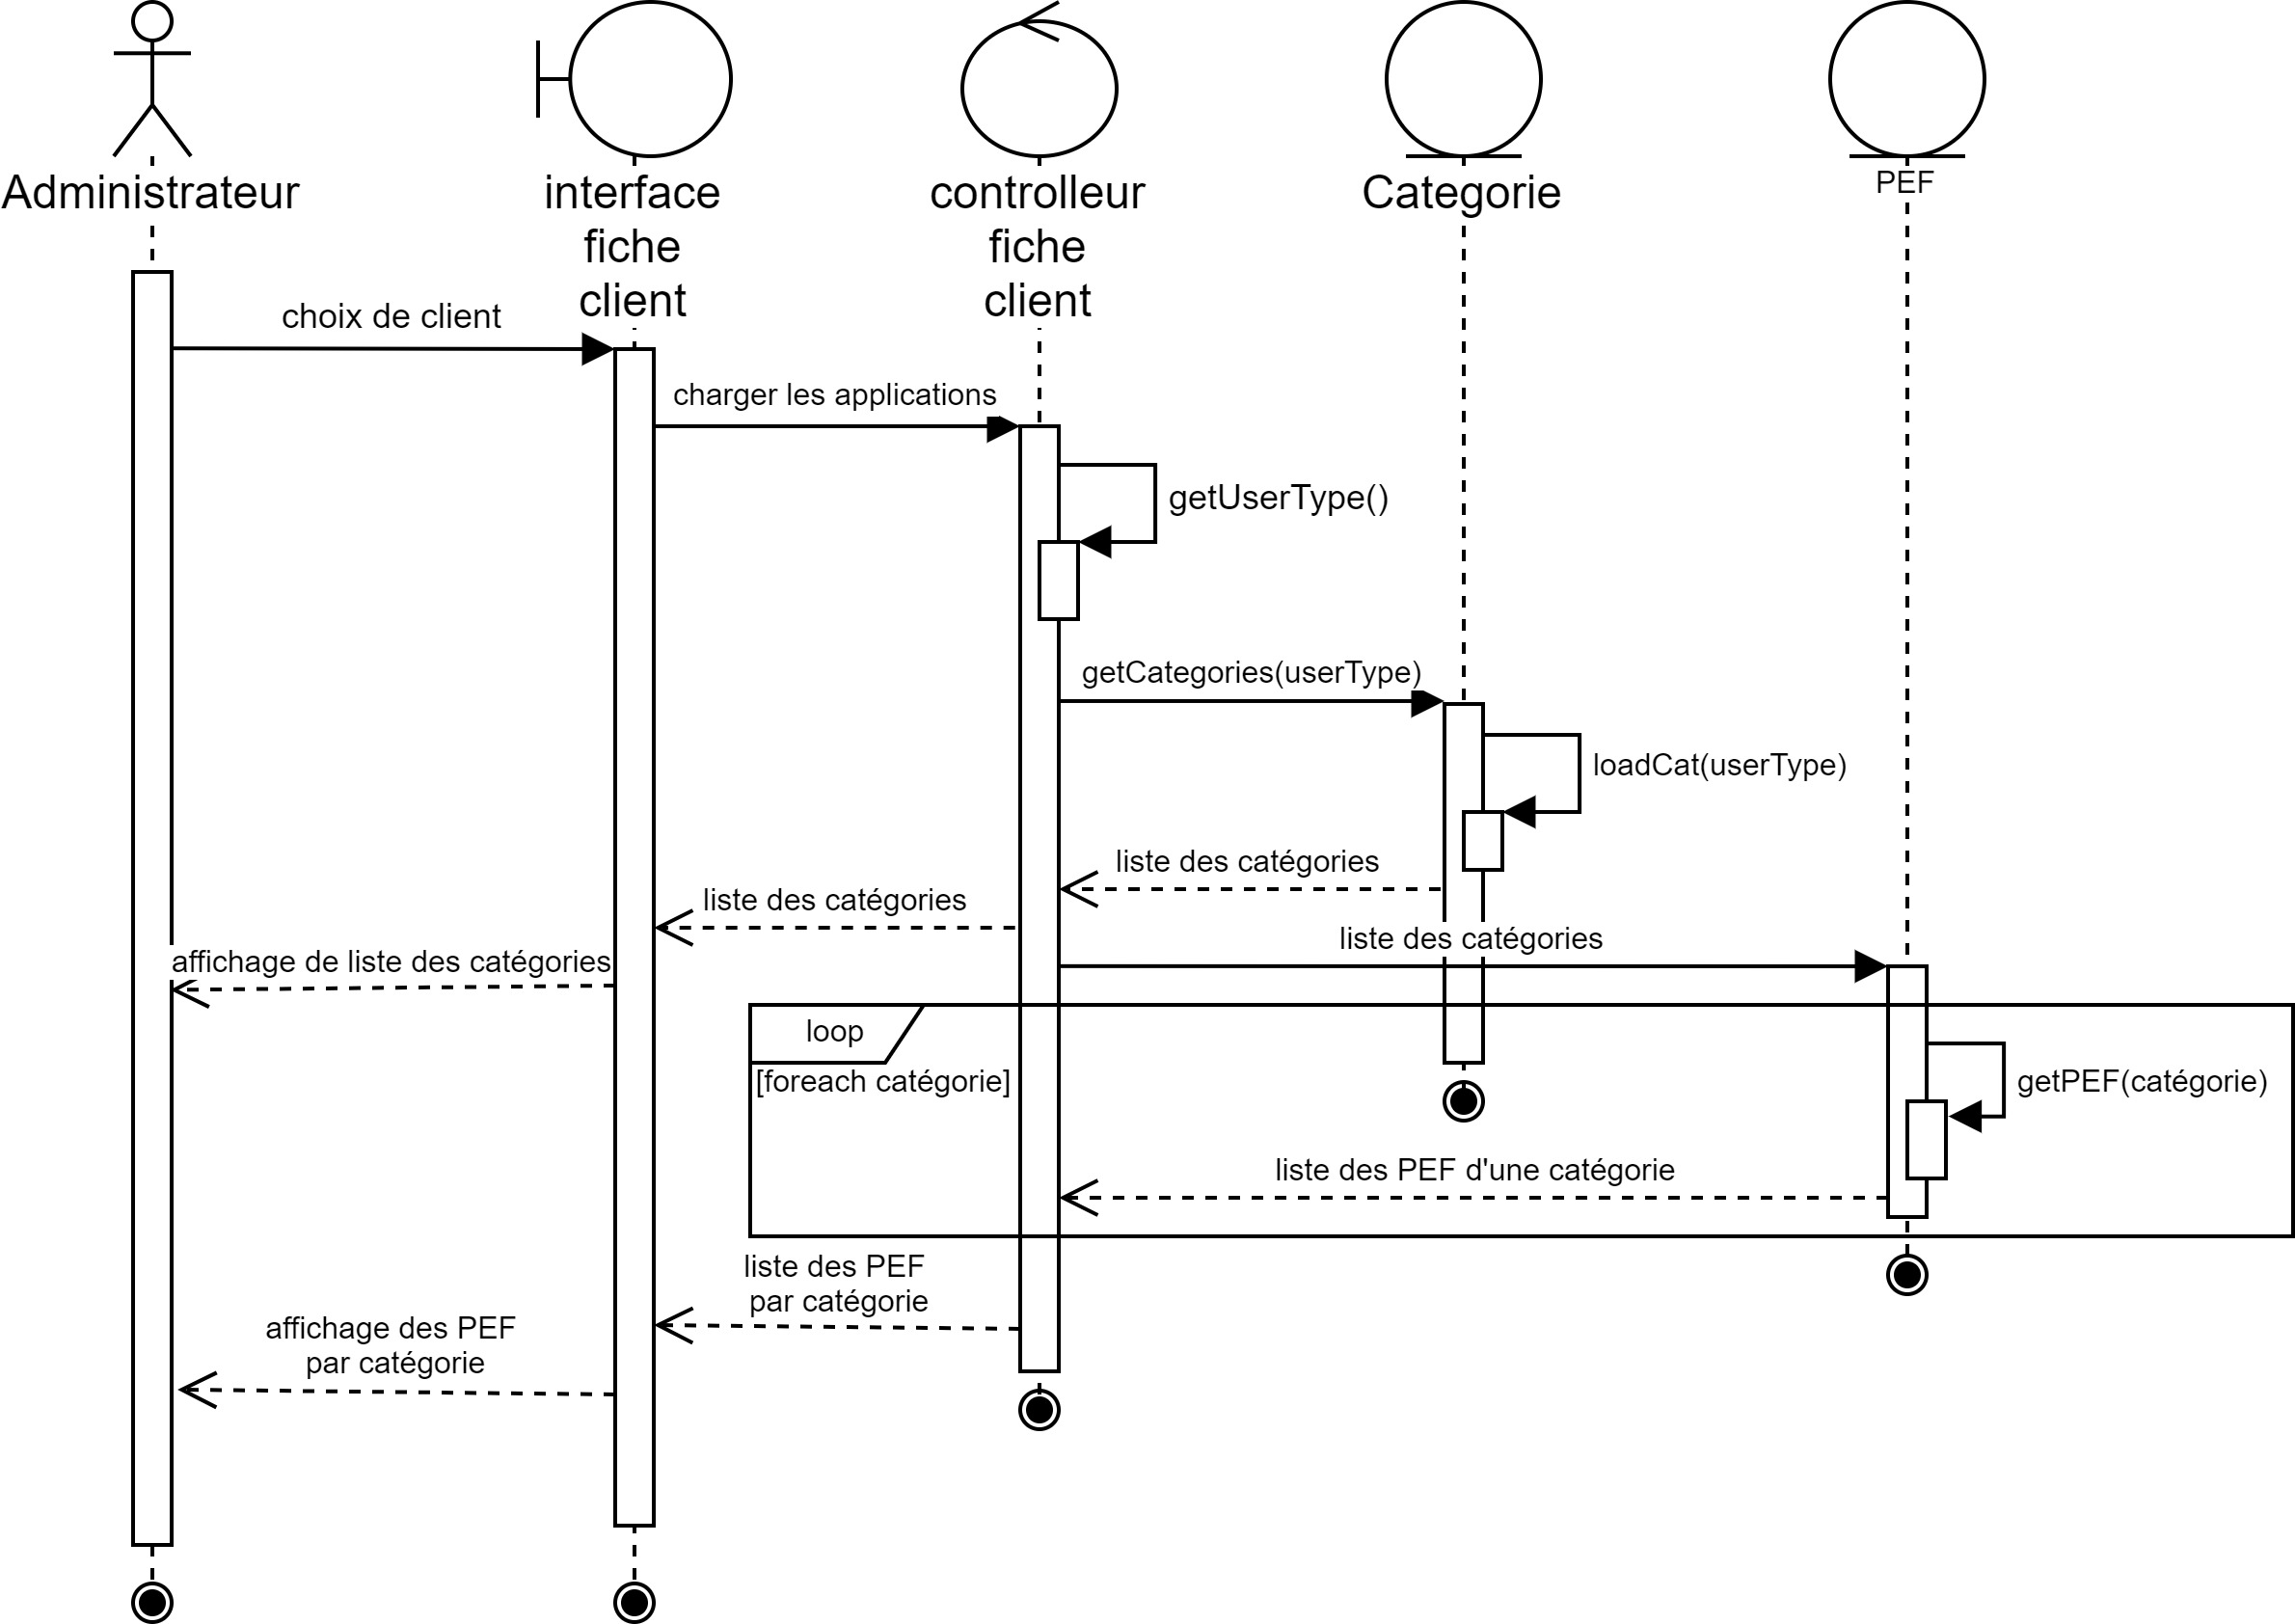 Administrateur
interface
fiche
client
controlleur
fiche
client
Categorie
PEF
choix de client
charger les applications
getUserType()
getCategories(userType)
loadCat(userType)
liste des catégories
liste des catégories
liste des catégories
affichage de liste des catégories
loop
[foreach catégorie]
getPEF(catégorie)
liste des PEF d'une catégorie
liste des PEF
par catégorie
affichage des PEF
par catégorie